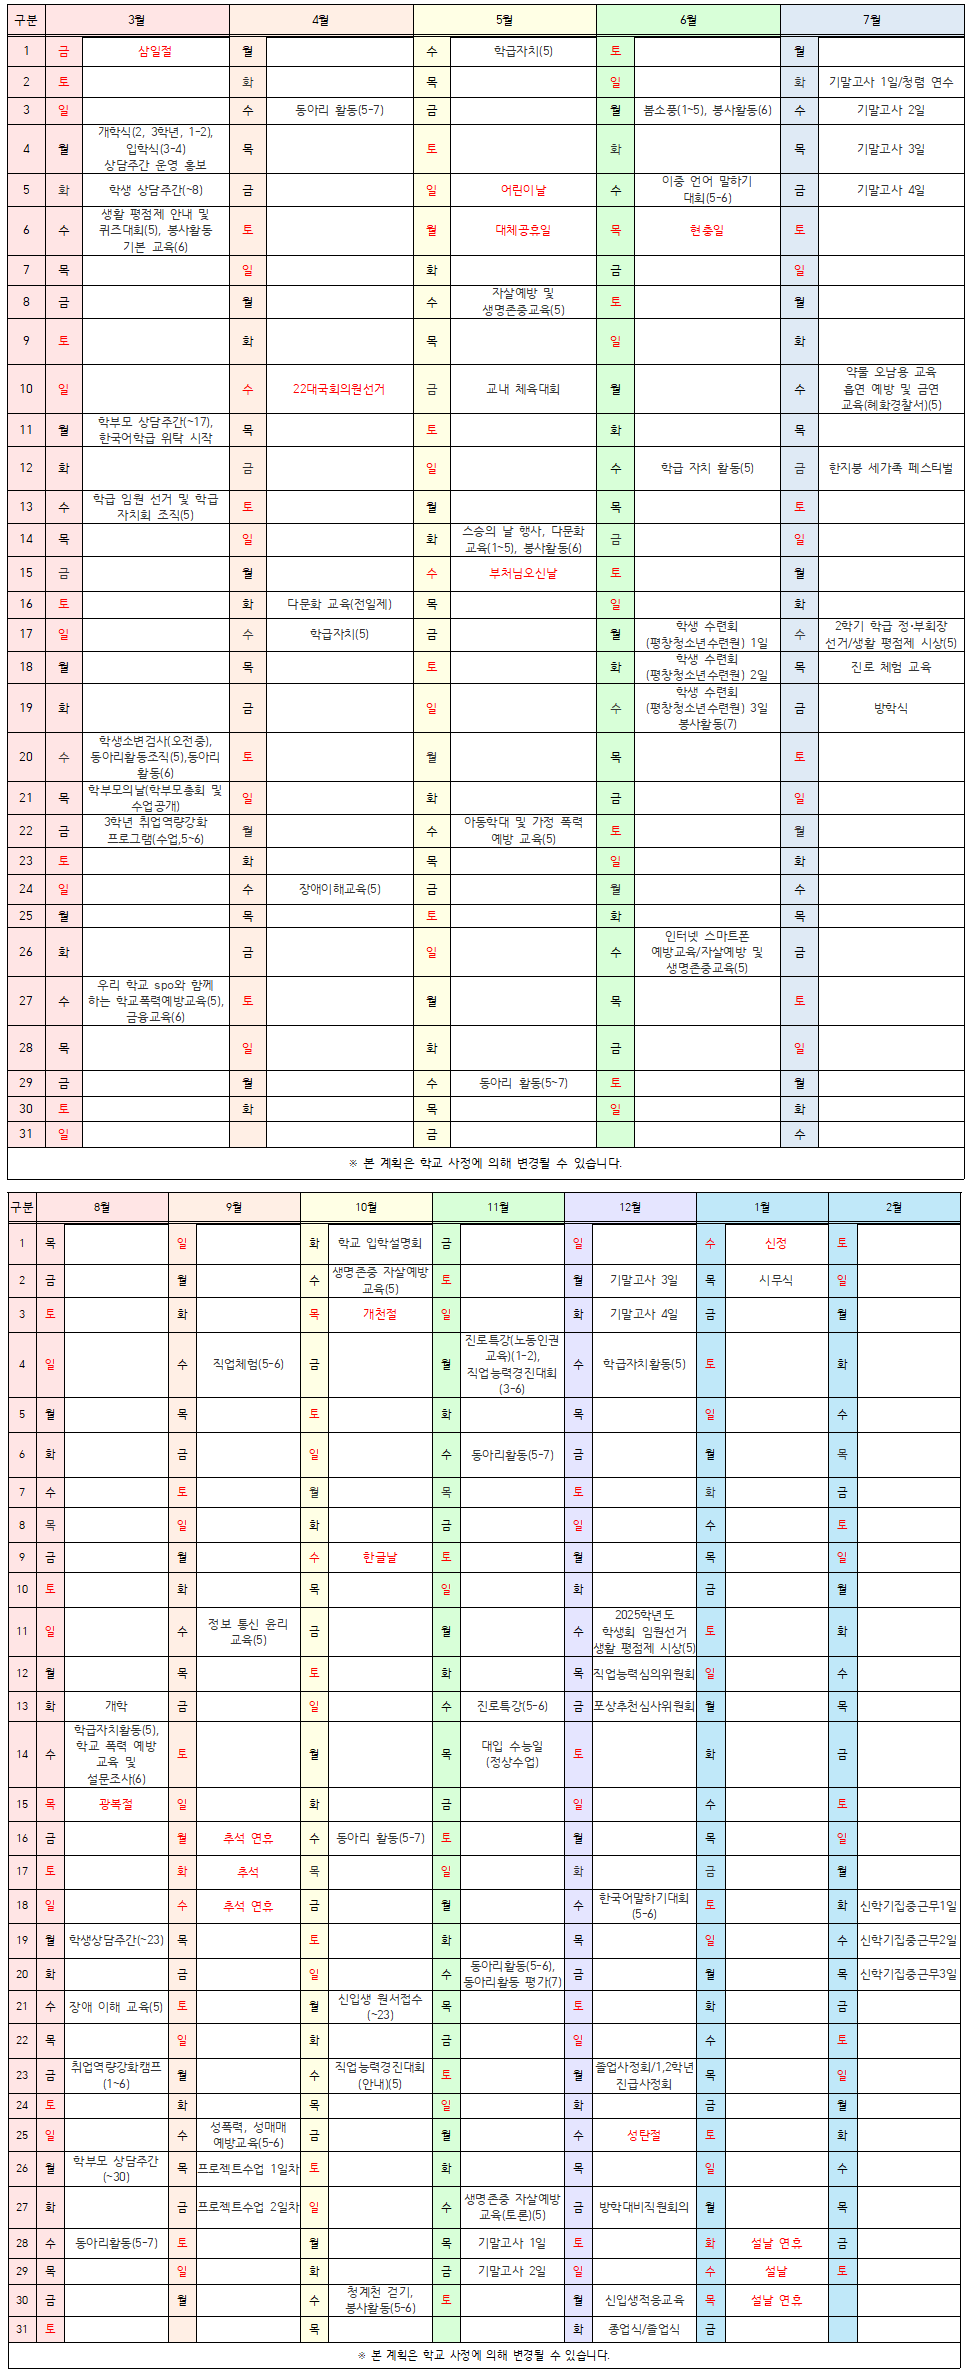 구분 3월 4월 5월 6월 7월
1 금 삼일절 월 수 학급자치(5) 토 월
2 토 화 목 일 화 기말고사 1일/청렴 연수
3 일 수 동아리 활동(5-7) 금 월 봄소풍(1~5), 봉사활동(6) 수 기말고사 2일
4 월 개학식(2, 3학년, 1-2),
입학식(3-4)
상담주간 운영 홍보 목 토 화 목 기말고사 3일
5 화 학생 상담주간(~8) 금 일 어린이날 수 이중 언어 말하기
대회(5-6) 금 기말고사 4일
6 수 생활 평점제 안내 및
퀴즈대회(5), 봉사활동
기본 교육(6) 토 월 대체공휴일 목 현충일 토
7 목 일 화 금 일
8 금 월 수 자살예방 및
생명존중교육(5) 토 월
9 토 화 목 일 화
10 일 수 22대국회의원선거 금 교내 체육대회 월 수 약물 오남용 교육
흡연 예방 및 금연
교육(혜화경찰서)(5)
11 월 학부모 상담주간(~17),
한국어학급 위탁 시작 목 토 화 목
12 화 금 일 수 학급 자치 활동(5) 금 한지붕 세가족 페스티벌
13 수 학급 임원 선거 및 학급
자치회 조직(5) 토 월 목 토
14 목 일 화 스승의 날 행사, 다문화
교육(1~5), 봉사활동(6) 금 일
15 금 월 수 부처님오신날 토 월
16 토 화 다문화 교육(전일제) 목 일 화
17 일 수 학급자치(5) 금 월 학생 수련회
(평창청소년수련원) 1일 수 2학기 학급 정·부회장
선거/생활 평점제 시상(5)
18 월 목 토 화 학생 수련회
(평창청소년수련원) 2일 목 진로 체험 교육
19 화 금 일 수 학생 수련회
(평창청소년수련원) 3일
봉사활동(7) 금 방학식
20 수 학생소변검사(오전중),
동아리활동조직(5),동아리
활동(6) 토 월 목 토
21 목 학부모의날(학부모총회 및
수업공개) 일 화 금 일
22 금 3학년 취업역량강화
프로그램(수업,5~6) 월 수 아동학대 및 가정 폭력
예방 교육(5) 토 월
23 토 화 목 일 화
24 일 수 장애이해교육(5) 금 월 수
25 월 목 토 화 목
26 화 금 일 수 인터넷 스마트폰
예방교육/자살예방 및
생명존중교육(5) 금
27 수 우리 학교 spo와 함께
하는 학교폭력예방교육(5),
금융교육(6) 토 월 목 토
28 목 일 화 금 일
29 금 월 수 동아리 활동(5~7) 토 월
30 토 화 목 일 화
31 일 금 수
※ 본 계획은 학교 사정에 의해 변경될 수 있습니다.
구분 8월 9월 10월 11월 12월 1월 2월
1 목 일 화 학교 입학설명회 금 일 수 신정 토
2 금 월 수 생명존중 자살예방
교육(5) 토 월 기말고사 3일 목 시무식 일
3 토 화 목 개천절 일 화 기말고사 4일 금 월
4 일 수 직업체험(5-6) 금 월 진로특강(노동인권
교육)(1-2),
직업능력경진대회
(3-6) 수 학급자치활동(5) 토 화
5 월 목 토 화 목 일 수
6 화 금 일 수 동아리활동(5-7) 금 월 목
7 수 토 월 목 토 화 금
8 목 일 화 금 일 수 토
9 금 월 수 한글날 토 월 목 일
10 토 화 목 일 화 금 월
11 일 수 정보 통신 윤리
교육(5) 금 월 수 2025학년도
학생회 임원선거
생활 평점제 시상(5) 토 화
12 월 목 토 화 목 직업능력심의위원회 일 수
13 화 개학 금 일 수 진로특강(5-6) 금 포상추천심사위원회 월 목
14 수 학급자치활동(5),
학교 폭력 예방
교육 및
설문조사(6) 토 월 목 대입 수능일
(정상수업) 토 화 금
15 목 광복절 일 화 금 일 수 토
16 금 월 추석 연휴 수 동아리 활동(5-7) 토 월 목 일
17 토 화 추석 목 일 화 금 월
18 일 수 추석 연휴 금 월 수 한국어말하기대회
(5-6) 토 화 신학기집중근무1일
19 월 학생상담주간(~23) 목 토 화 목 일 수 신학기집중근무2일
20 화 금 일 수 동아리활동(5-6),
동아리활동 평가(7) 금 월 목 신학기집중근무3일
21 수 장애 이해 교육(5) 토 월 신입생 원서접수
(~23) 목 토 화 금
22 목 일 화 금 일 수 토
23 금 취업역량강화캠프
(1~6) 월 수 직업능력경진대회
(안내)(5) 토 월 졸업사정회/1,2학년
진급사정회 목 일
24 토 화 목 일 화 금 월
25 일 수 성폭력, 성매매
예방교육(5-6) 금 월 수 성탄절 토 화
26 월 학부모 상담주간
(~30) 목 프로젝트수업 1일차 토 화 목 일 수
27 화 금 프로젝트수업 2일차 일 수 생명존중 자살예방
교육(토론)(5) 금 방학대비직원회의 월 목
28 수 동아리활동(5-7) 토 월 목 기말고사 1일 토 화 설날 연휴 금
29 목 일 화 금 기말고사 2일 일 수 설날 토
30 금 월 수 청계천 걷기,
봉사활동(5-6) 토 월 신입생적응교육 목 설날 연휴
31 토 목 화 종업식/졸업식 금
※ 본 계획은 학교 사정에 의해 변경될 수 있습니다.